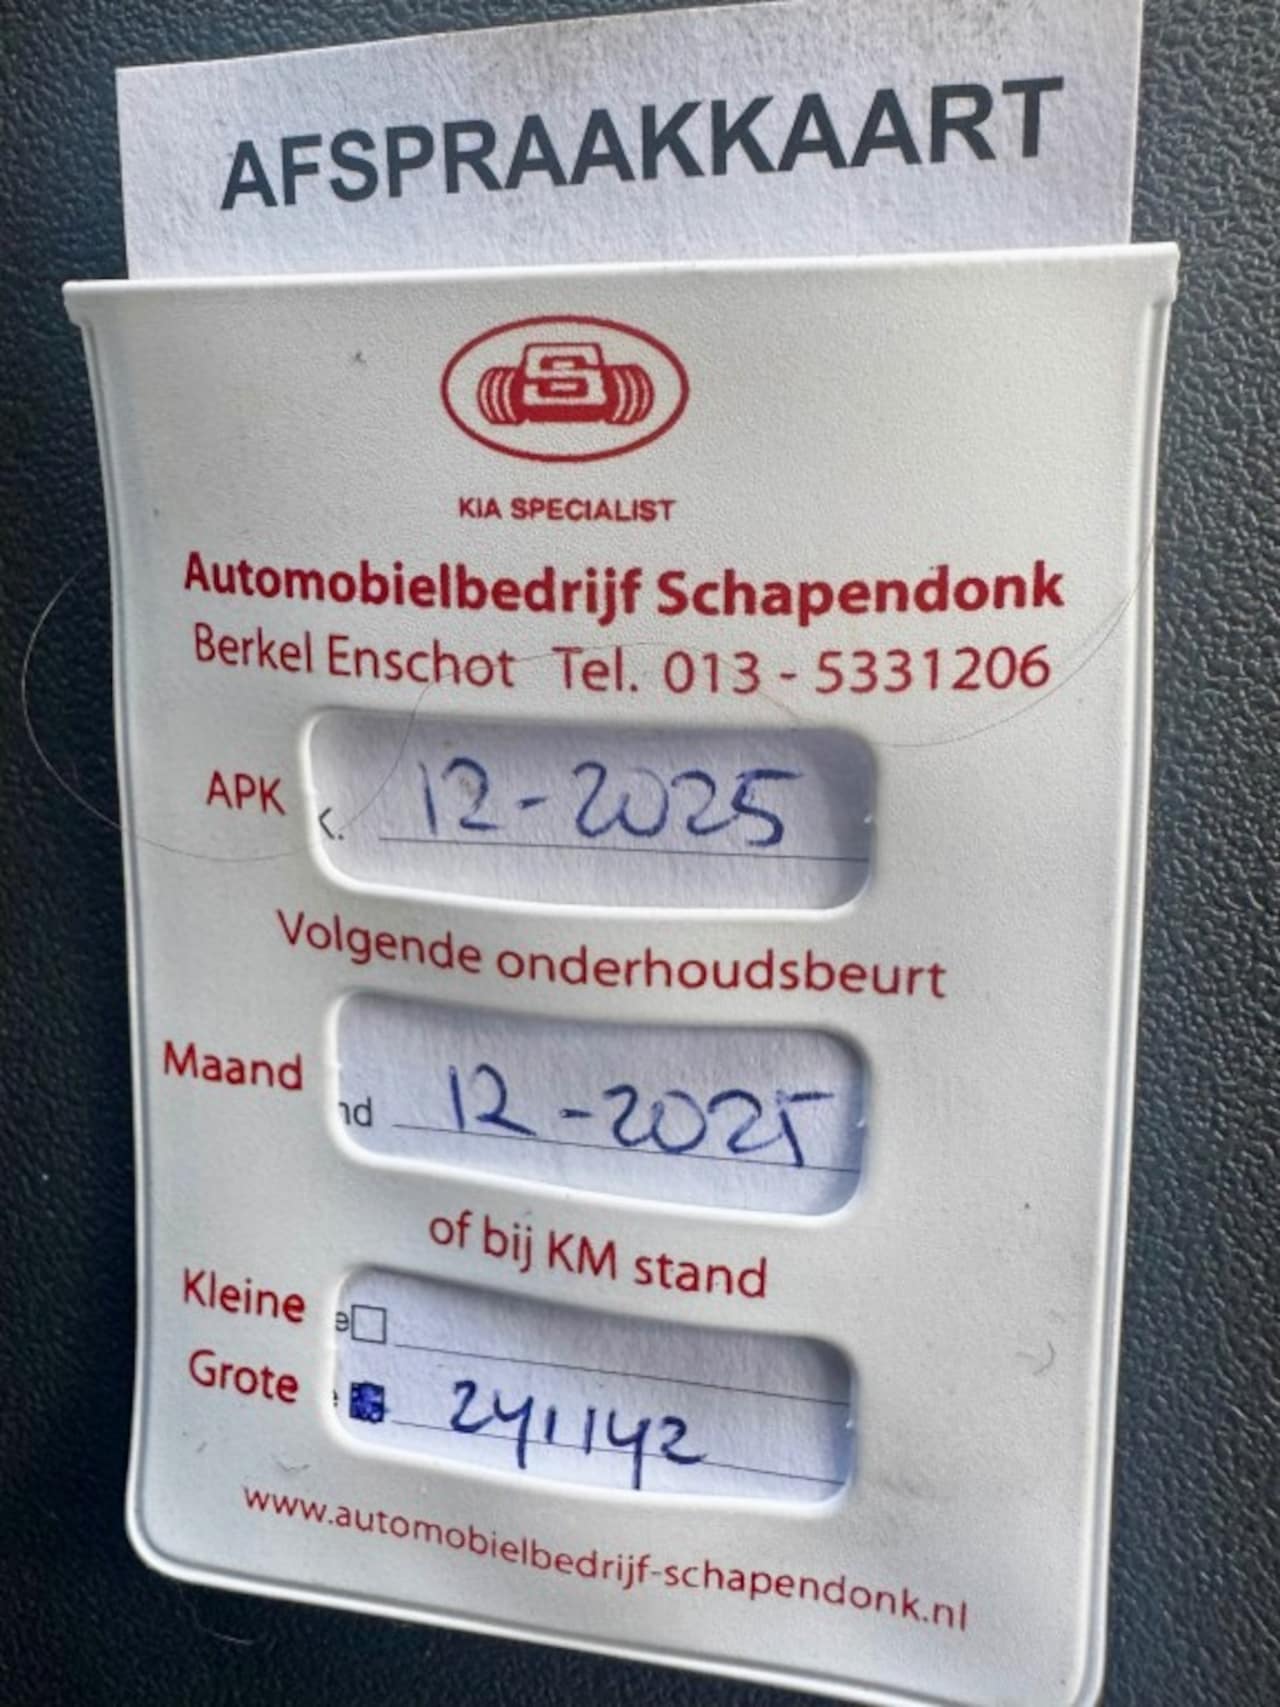 AFSPRAAKKAART
S
KIA SPECIALIST
Automobielbedrijf Schapendonk
Berkel Enschot Tel. 013 - 5331206
APK K. 12-2025
Volgende onderhoudsbeurt
Maand nd 12-2025
of bij KM stand
Kleine e
Grote 241142
www.automobielbedrijf-schapendonk.nl